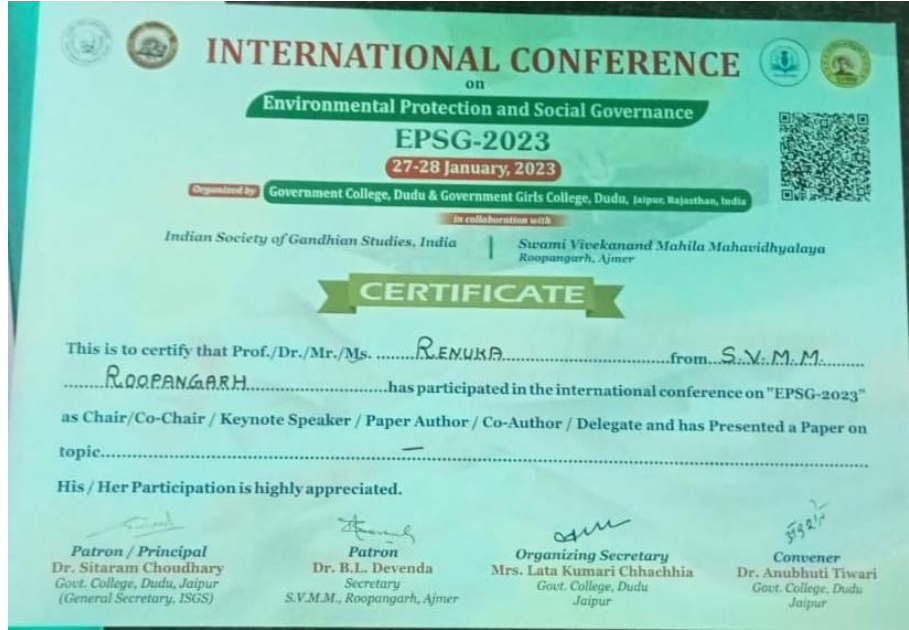 INTERNATIONAL CONFERENCE
on
Environmental Protection and Social Governance
EPSG-2023
27-28 January, 2023
Organized by Government College, Dudu & Government Girls College, Dudu, Jaipur, Rajasthan, India
in collaboration with
Indian Society of Gandhian Studies, India | Swami Vivekanand Mahila Mahavidhyalaya
Roopangarh, Ajmer
CERTIFICATE
This is to certify that Prof./Dr./Mr./Ms. ........RENUKA..............................from...S.V.M.M.........
.........ROOPANGARH..............................has participated in the international conference on "EPSG-2023"
as Chair/Co-Chair / Keynote Speaker / Paper Author / Co-Author / Delegate and has Presented a Paper on
topic............................................—............................................................
His / Her Participation is highly appreciated.
Patron / Principal
Dr. Sitaram Choudhary
Govt. College, Dudu, Jaipur
(General Secretary, ISGS)
Patron
Dr. B.L. Devenda
Secretary
S.V.M.M., Roopangarh, Ajmer
Organizing Secretary
Mrs. Lata Kumari Chhachhia
Govt. College, Dudu
Jaipur
Convener
Dr. Anubhuti Tiwari
Govt. College, Dudu
Jaipur